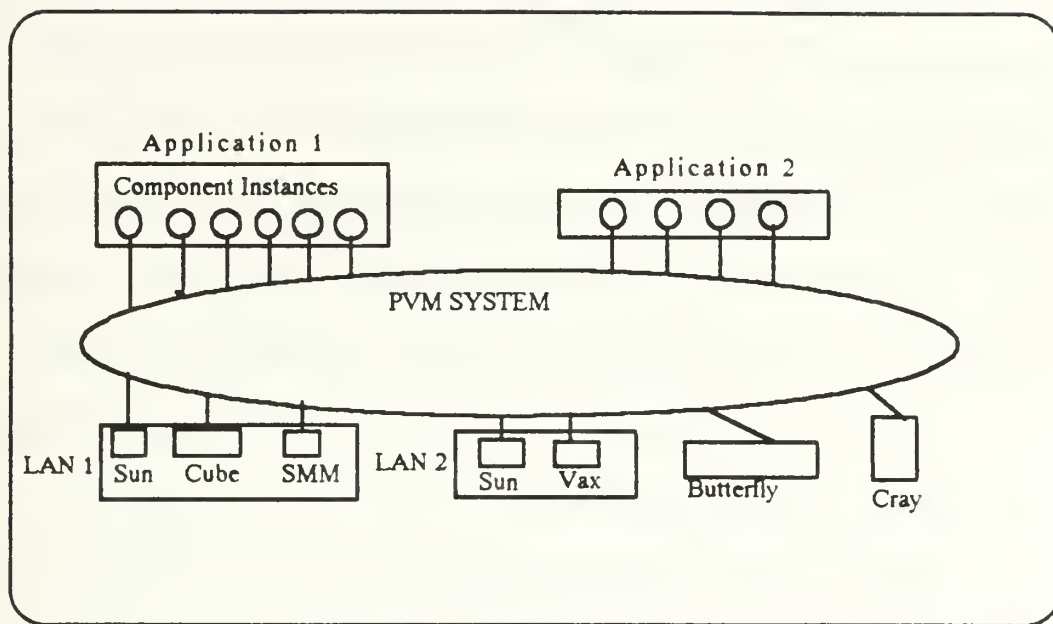 Application 1
Component Instances
Application 2
PVM SYSTEM
LAN 1
Sun
Cube
SMM
LAN 2
Sun
Vax
Butterfly
Cray